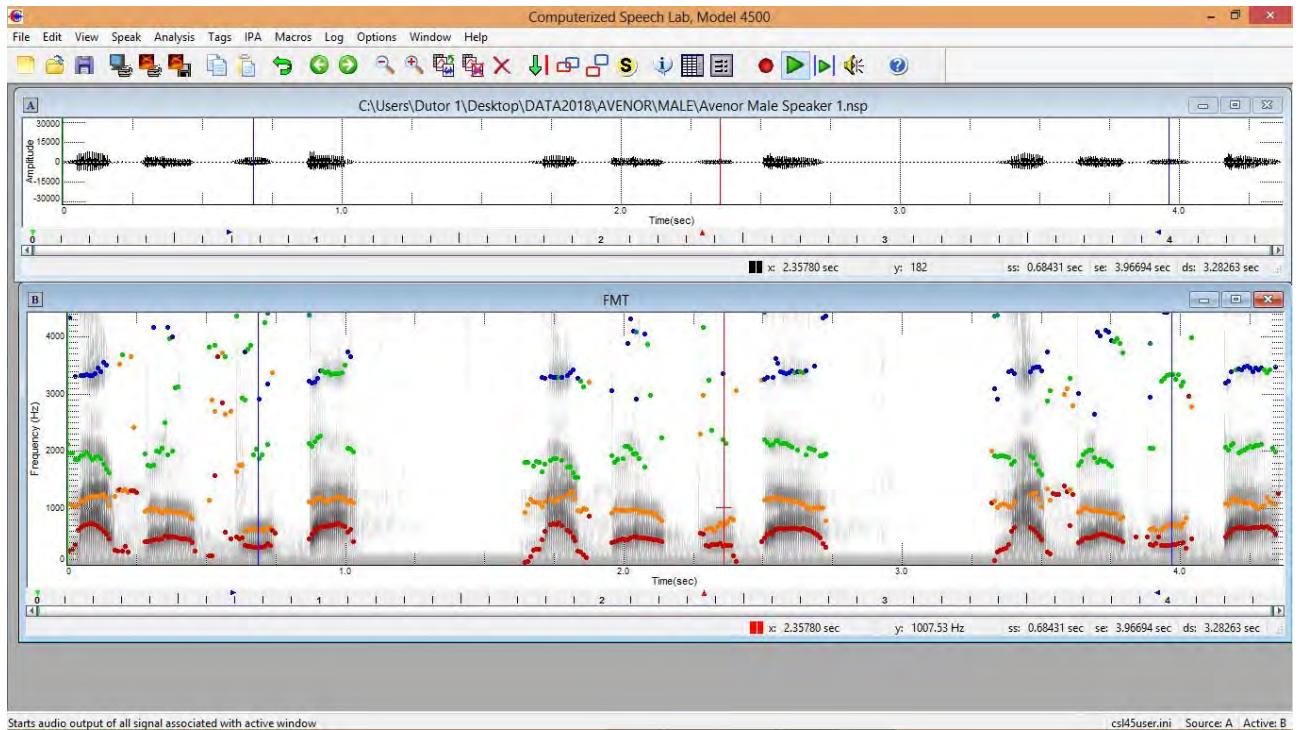 Computerized Speech Lab, Model 4500
File Edit View Speak Analysis Tags IPA Macros Log Options Window Help
A
C:\Users\Dutor 1\Desktop\DATA2018\AVENOR\MALE\Avenor Male Speaker 1.nsp
Amplitude
30000
15000
0
-15000
-30000
0 1.0 2.0 3.0 4.0
Time(sec)
0 1 2 3 4
x: 2.35780 sec y: 182 ss: 0.68431 sec se: 3.96694 sec ds: 3.28263 sec
B
FMT
Frequency (Hz)
4000
3000
2000
1000
0
0 1.0 2.0 3.0 4.0
Time(sec)
0 1 2 3 4
x: 2.35780 sec y: 1007.53 Hz ss: 0.68431 sec se: 3.96694 sec ds: 3.28263 sec
Starts audio output of all signal associated with active window csl45user.ini Source: A Active: B